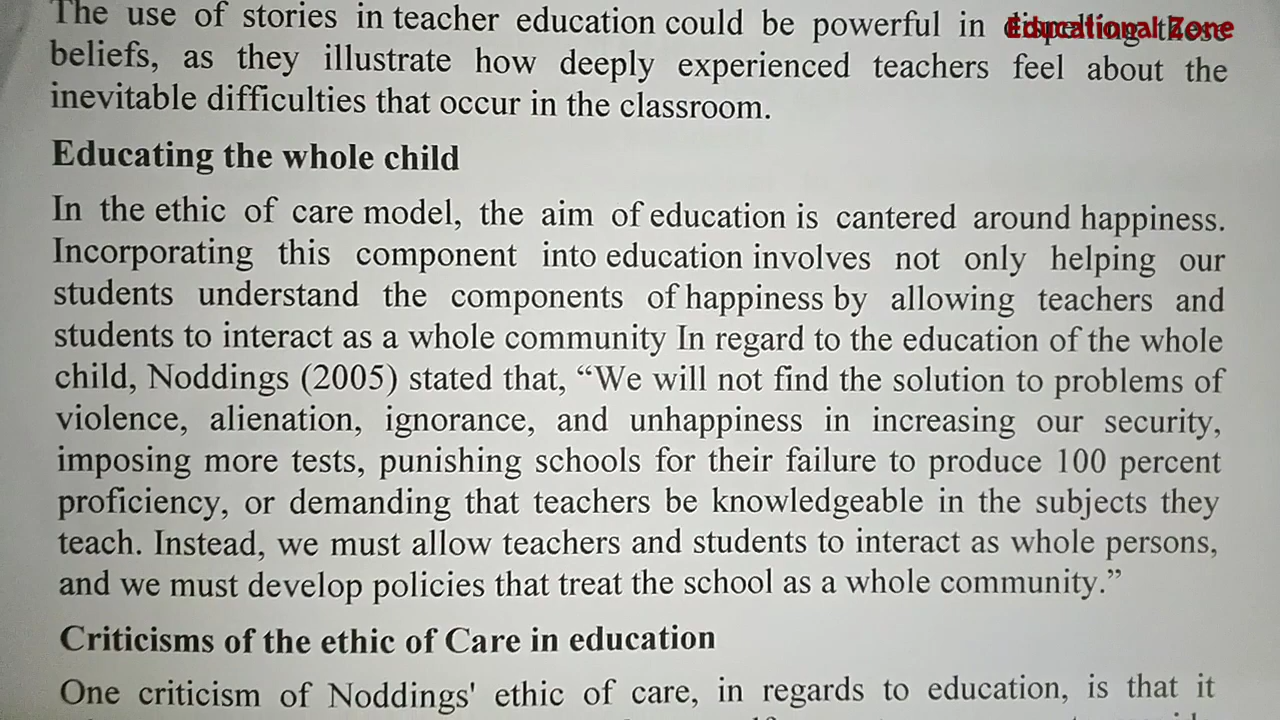 The use of stories in teacher education could be powerful in dispelling these
Educational Zone
beliefs, as they illustrate how deeply experienced teachers feel about the
inevitable difficulties that occur in the classroom.
Educating the whole child
In the ethic of care model, the aim of education is cantered around happiness.
Incorporating this component into education involves not only helping our
students understand the components of happiness by allowing teachers and
students to interact as a whole community In regard to the education of the whole
child, Noddings (2005) stated that, “We will not find the solution to problems of
violence, alienation, ignorance, and unhappiness in increasing our security,
imposing more tests, punishing schools for their failure to produce 100 percent
proficiency, or demanding that teachers be knowledgeable in the subjects they
teach. Instead, we must allow teachers and students to interact as whole persons,
and we must develop policies that treat the school as a whole community.”
Criticisms of the ethic of Care in education
One criticism of Noddings' ethic of care, in regards to education, is that it